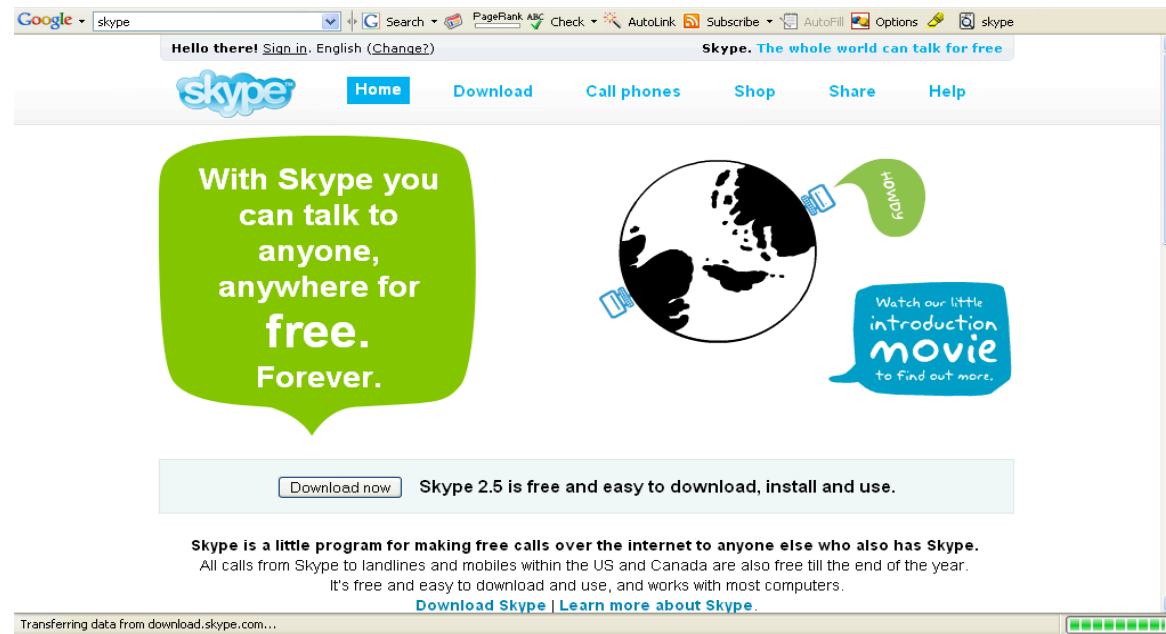 Google skype Search PageRank ABC Check AutoLink Subscribe AutoFill Options skype
Hello there! Sign in. English (Change?) Skype. The whole world can talk for free
skype™ Home Download Call phones Shop Share Help
With Skype you
can talk to
anyone,
anywhere for
free.
Forever.
HOWDY
Watch our little
introduction
movie
to find out more.
Download now Skype 2.5 is free and easy to download, install and use.
Skype is a little program for making free calls over the internet to anyone else who also has Skype.
All calls from Skype to landlines and mobiles within the US and Canada are also free till the end of the year.
It's free and easy to download and use, and works with most computers.
Download Skype | Learn more about Skype.
Transferring data from download.skype.com...